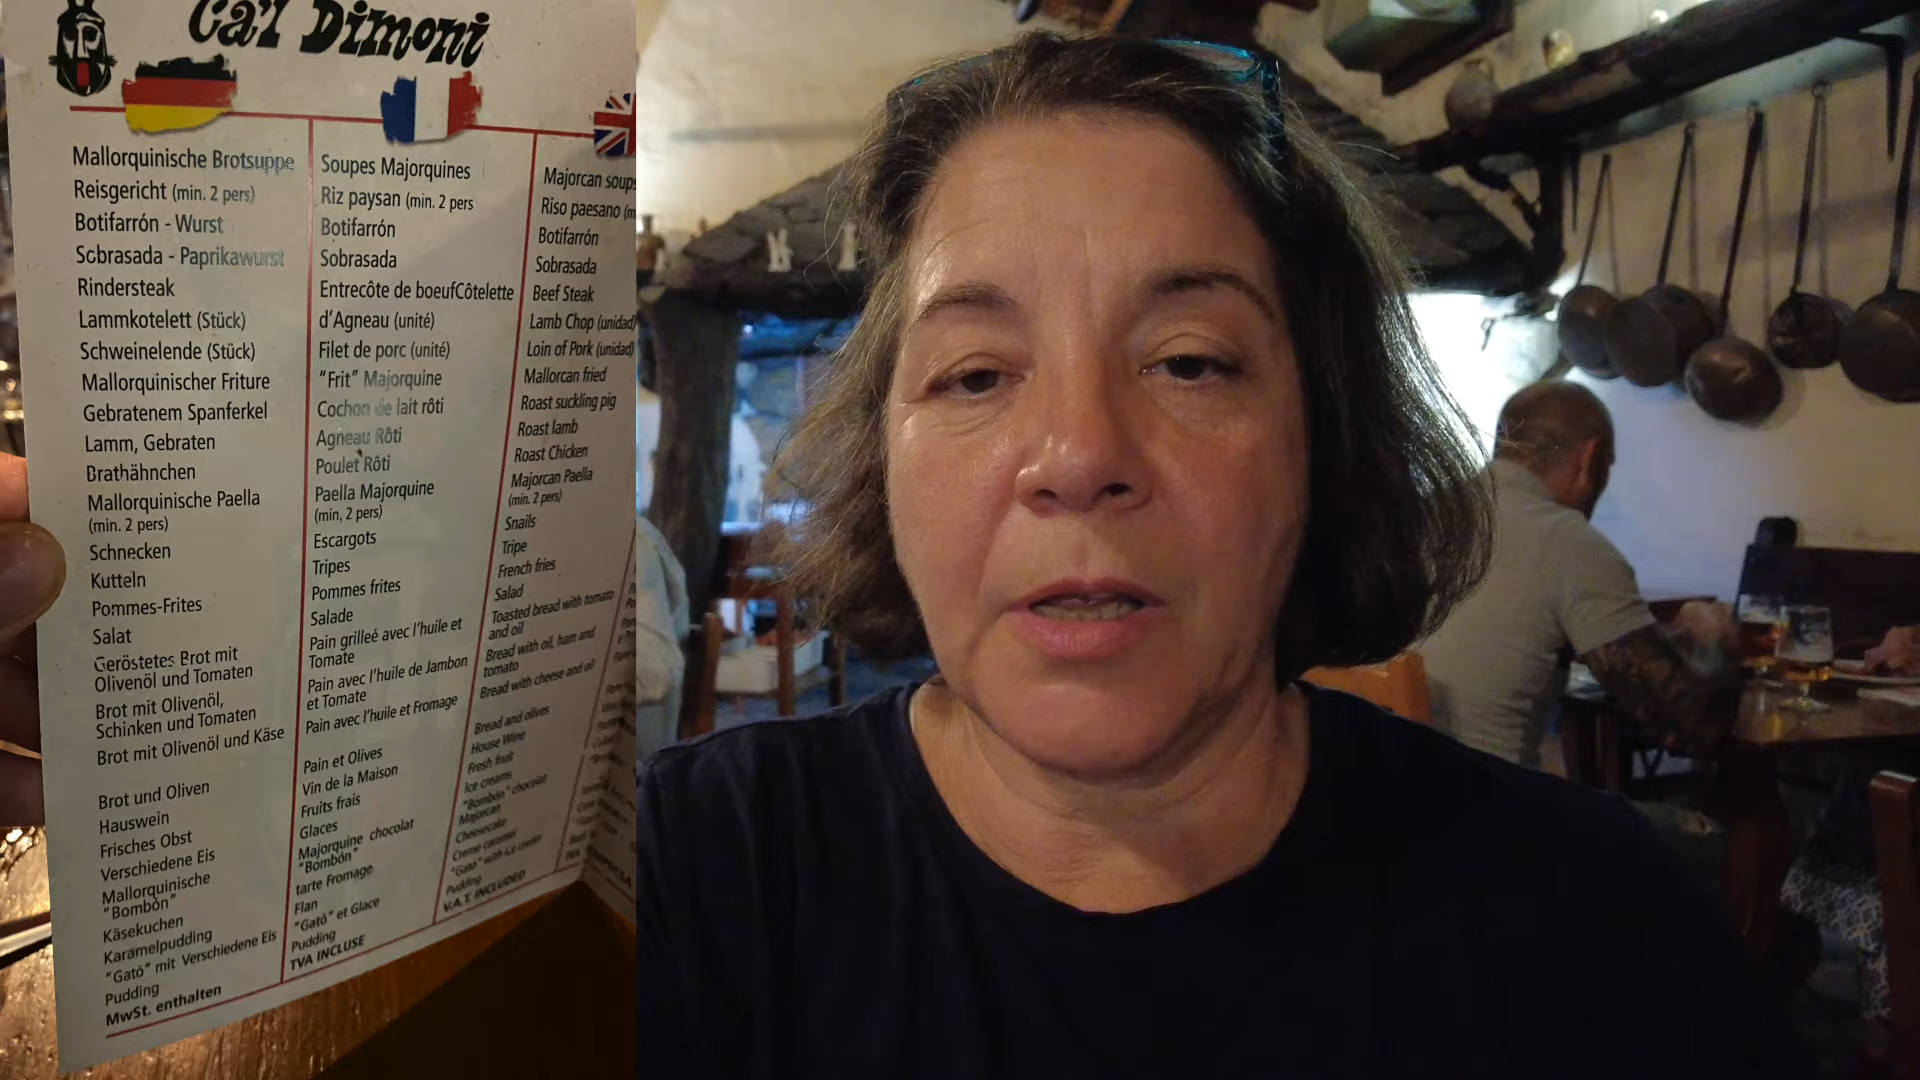 Ca'l Dimoni
Mallorquinische Brotsuppe
Reisgericht (min. 2 pers)
Botifarrón - Wurst
Sobrasada - Paprikawurst
Rindersteak
Lammkotelett (Stück)
Schweinelende (Stück)
Mallorquinischer Friture
Gebratenem Spanferkel
Lamm, Gebraten
Brathähnchen
Mallorquinische Paella
(min. 2 pers)
Schnecken
Kutteln
Pommes-Frites
Salat
Geröstetes Brot mit
Olivenöl und Tomaten
Brot mit Olivenöl,
Schinken und Tomaten
Brot mit Olivenöl und Käse
Brot und Oliven
Hauswein
Frisches Obst
Verschiedene Eis
Mallorquinische
"Bombón"
Käsekuchen
Karamelpudding
"Gató" mit Verschiedene Eis
Pudding
MwSt. enthalten
Soupes Majorquines
Riz paysan (min. 2 pers
Botifarrón
Sobrasada
Entrecôte de boeufCôtelette
d'Agneau (unité)
Filet de porc (unité)
"Frit" Majorquine
Cochon de lait rôti
Agneau Rôti
Poulet Rôti
Paella Majorquine
(min, 2 pers)
Escargots
Tripes
Pommes frites
Salade
Pain grilleé avec l'huile et
Tomate
Pain avec l'huile de Jambon
et Tomate
Pain avec l'huile et Fromage
Pain et Olives
Vin de la Maison
Fruits frais
Glaces
Majorquine chocolat
"Bombón"
tarte Fromage
Flan
"Gató" et Glace
Pudding
TVA INCLUSE
Majorcan soups
Riso paesano
Botifarrón
Sobrasada
Beef Steak
Lamb Chop (unidad)
Loin of Pork (unidad)
Mallorcan fried
Roast suckling pig
Roast lamb
Roast Chicken
Majorcan Paella
(min. 2 pers)
Snails
Tripe
French fries
Salad
Toasted bread with tomato
and oil
Bread with oil, ham and
tomato
Bread with cheese and oil
Bread and olives
House Wine
Fresh fruit
Ice creams
"Bombón" chocolat
Majorcan
Cheesecake
Creme caramel
"Gató" with ice cream
Pudding
V.A.T. INCLUDED